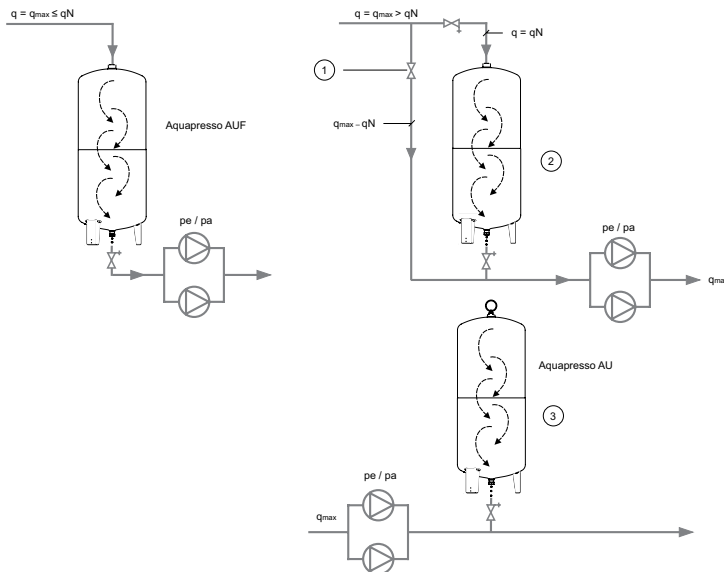 q = qmax ≤ qN
Aquapresso AUF
pe / pa
q = qmax > qN
q = qN
1
qmax – qN
2
pe / pa
qma
Aquapresso AU
3
pe / pa
qmax